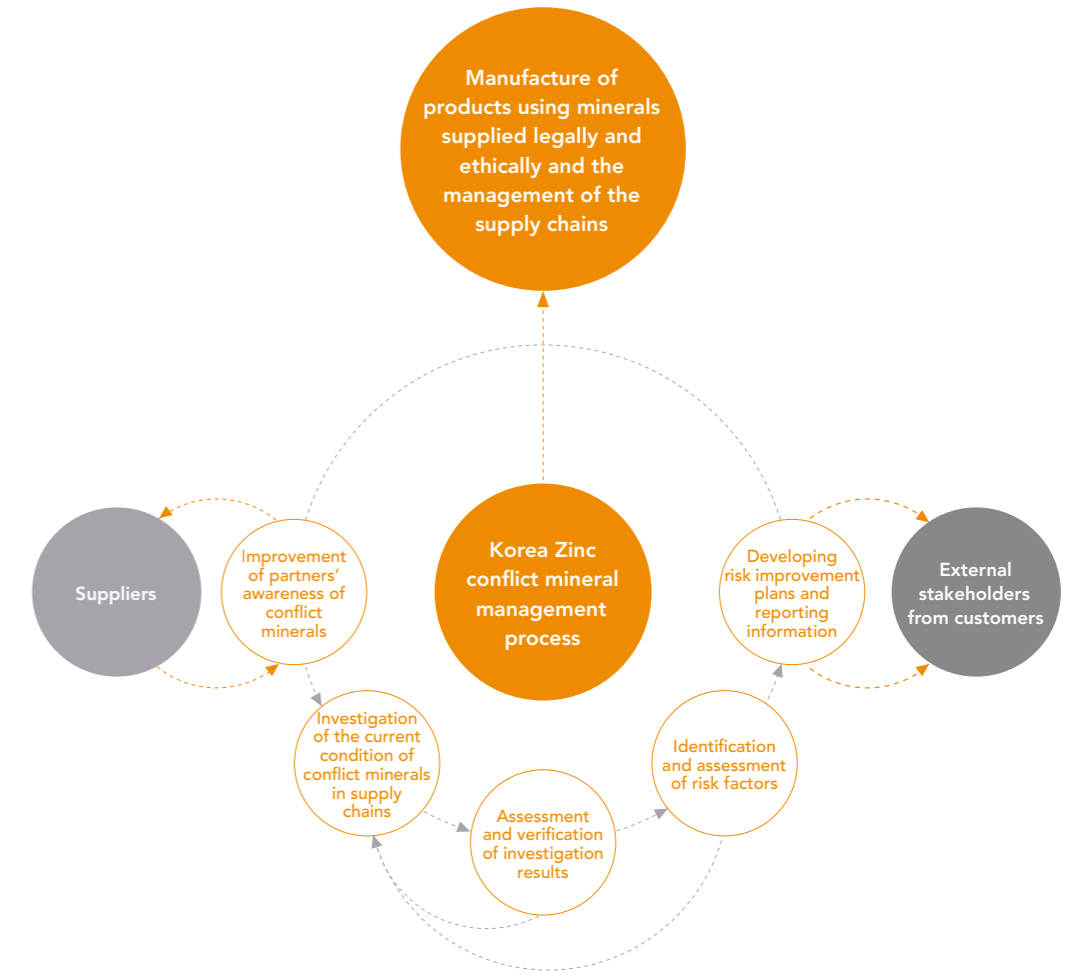 Manufacture of
products using minerals
supplied legally and
ethically and the
management of the
supply chains
Suppliers
Improvement
of partners'
awareness of
conflict
minerals
Korea Zinc
conflict mineral
management
process
Developing
risk improvement
plans and
reporting
information
External
stakeholders
from customers
Investigation
of the current
condition of
conflict minerals
in supply
chains
Assessment
and verification
of investigation
results
Identification
and assessment
of risk factors